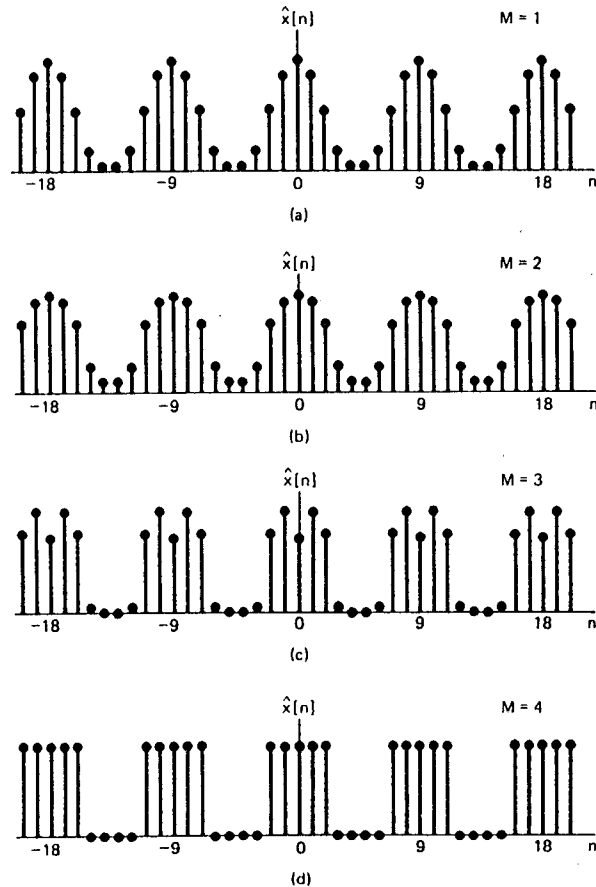 x̂[n] M = 1
−18 −9 0 9 18 n
(a)
x̂[n] M = 2
−18 −9 0 9 18 n
(b)
x̂[n] M = 3
−18 −9 0 9 18 n
(c)
x̂[n] M = 4
−18 −9 0 9 18 n
(d)